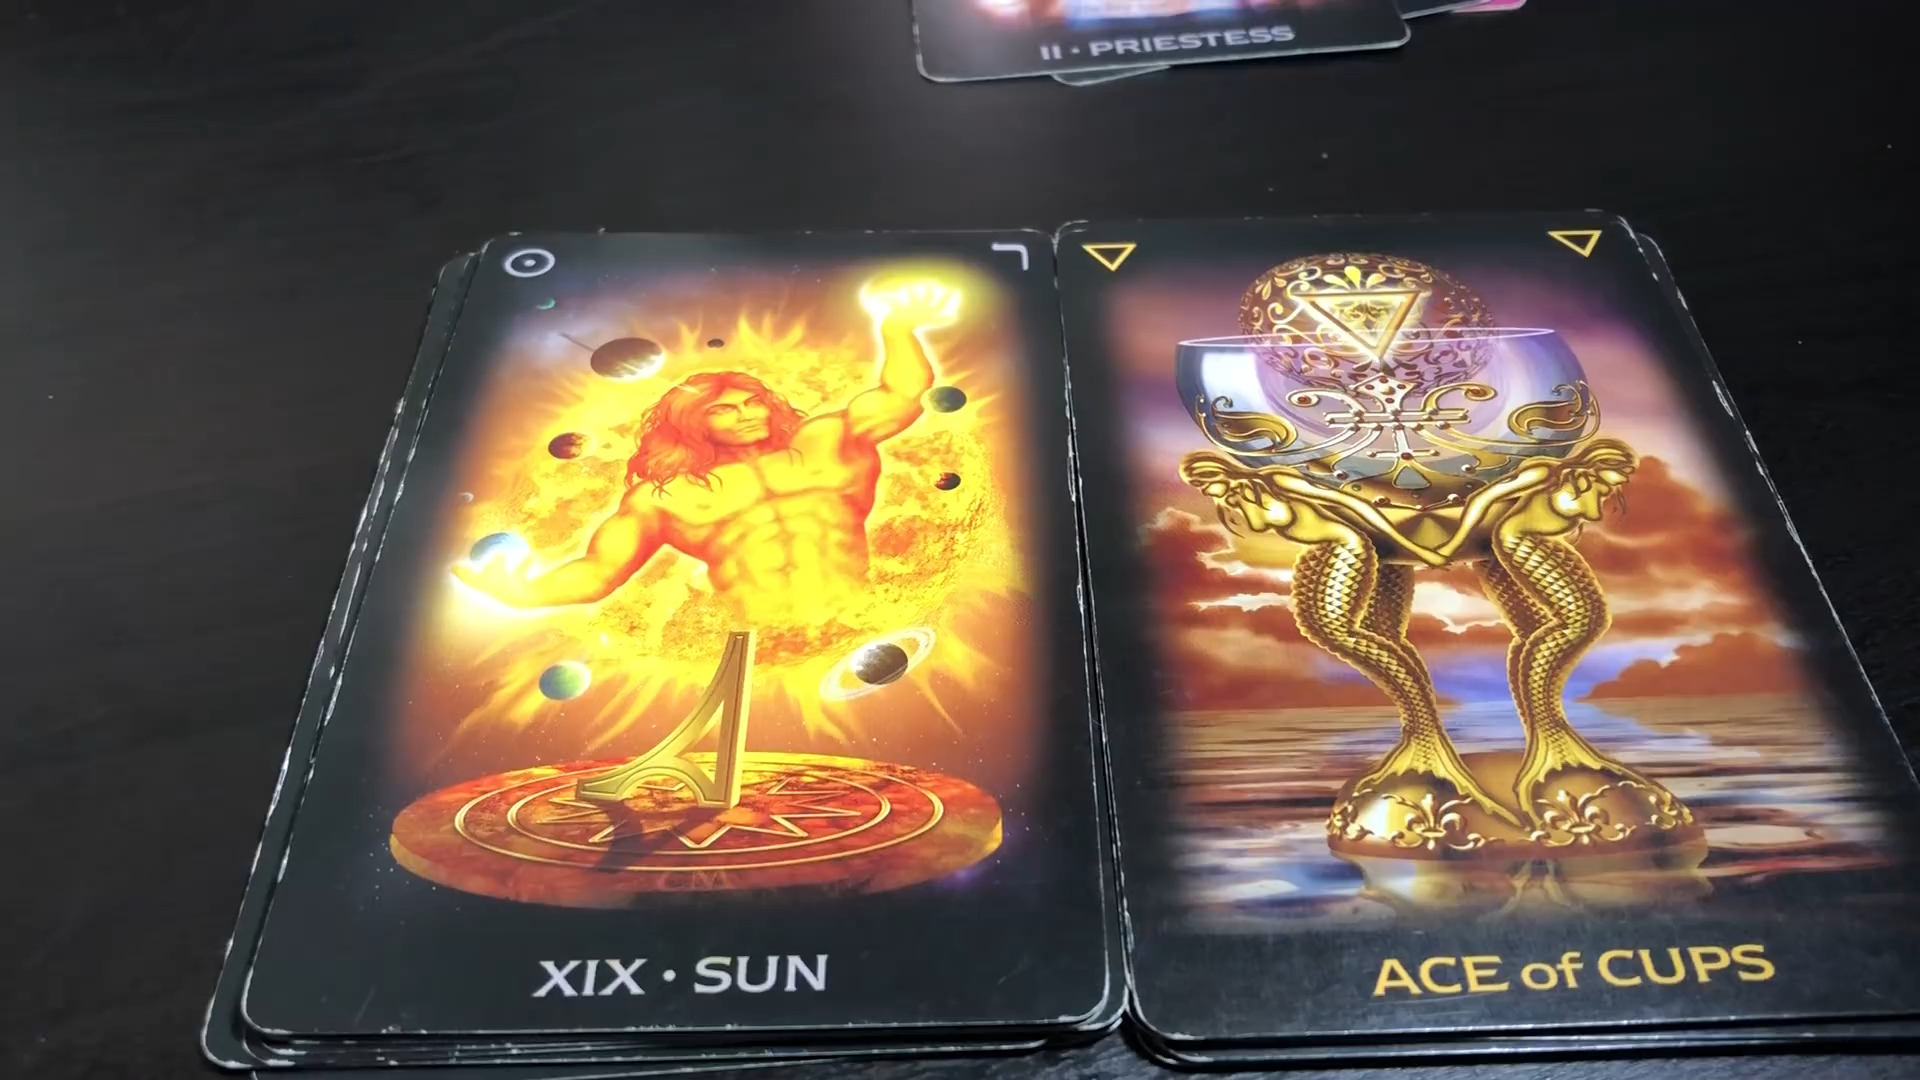 II • PRIESTESS
XIX • SUN
ACE of CUPS